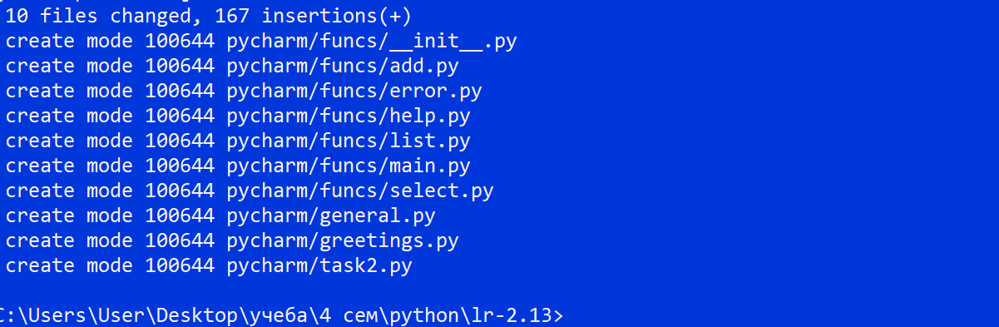 10 files changed, 167 insertions(+)
create mode 100644 pycharm/funcs/__init__.py
create mode 100644 pycharm/funcs/add.py
create mode 100644 pycharm/funcs/error.py
create mode 100644 pycharm/funcs/help.py
create mode 100644 pycharm/funcs/list.py
create mode 100644 pycharm/funcs/main.py
create mode 100644 pycharm/funcs/select.py
create mode 100644 pycharm/general.py
create mode 100644 pycharm/greetings.py
create mode 100644 pycharm/task2.py
C:\Users\User\Desktop\учеба\4 сем\python\lr-2.13>